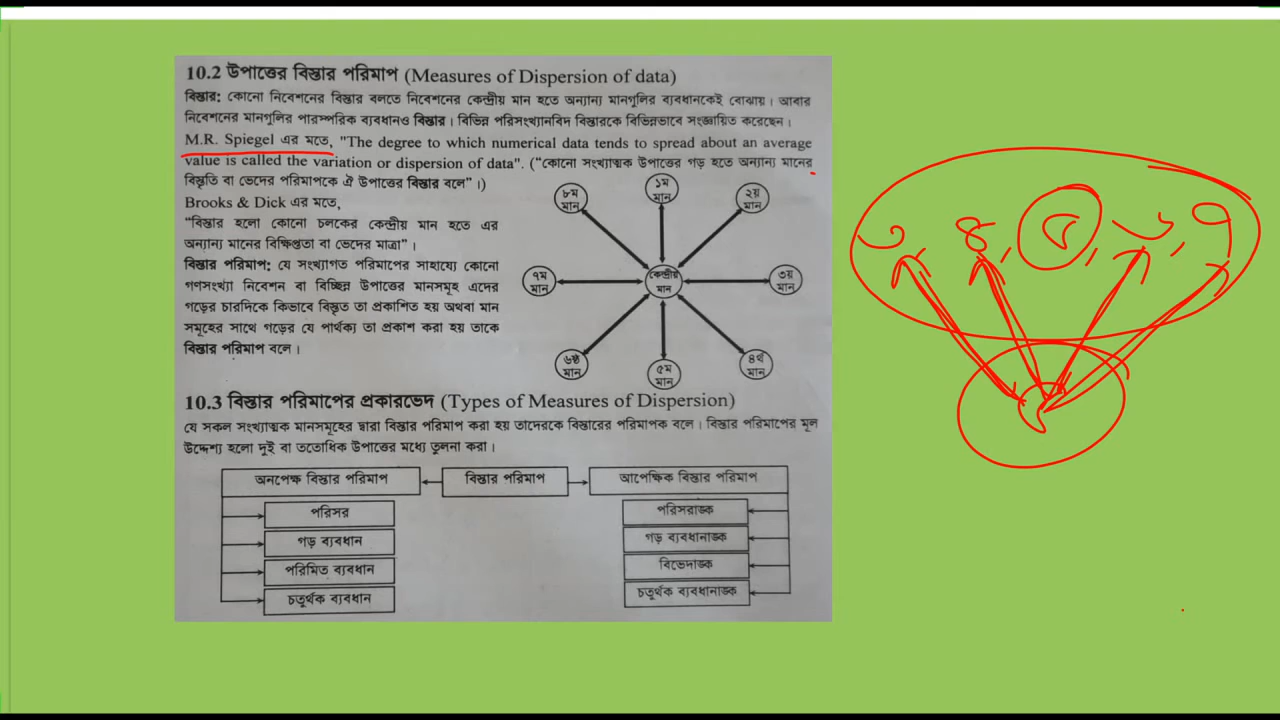 10.2 উপাত্তের বিস্তার পরিমাপ (Measures of Dispersion of data)
বিস্তার: কোনো নিবেশনের বিস্তার বলতে নিবেশনের কেন্দ্রীয় মান হতে অন্যান্য মানগুলির ব্যবধানকেই বোঝায়। আবার
নিবেশনের মানগুলির পারস্পরিক ব্যবধানও বিস্তার। বিভিন্ন পরিসংখ্যানবিদ বিস্তারকে বিভিন্নভাবে সংজ্ঞায়িত করেছেন।
M.R. Spiegel এর মতে, "The degree to which numerical data tends to spread about an average
value is called the variation or dispersion of data". ("কোনো সংখ্যাত্মক উপাত্তের গড় হতে অন্যান্য মানের
বিস্তৃতি বা ভেদের পরিমাপকে ঐ উপাত্তের বিস্তার বলে"।)
Brooks & Dick এর মতে,
"বিস্তার হলো কোনো চলকের কেন্দ্রীয় মান হতে এর
অন্যান্য মানের বিক্ষিপ্ততা বা ভেদের মাত্রা"।
বিস্তার পরিমাপ: যে সংখ্যাগত পরিমাপের সাহায্যে কোনো
গণসংখ্যা নিবেশন বা বিচ্ছিন্ন উপাত্তের মানসমূহ এদের
গড়ের চারদিকে কিভাবে বিস্তৃত তা প্রকাশিত হয় অথবা মান
সমূহের সাথে গড়ের যে পার্থক্য তা প্রকাশ করা হয় তাকে
বিস্তার পরিমাপ বলে।
৮ম মান
১ম মান
২য় মান
৭ম মান
কেন্দ্রীয় মান
৩য় মান
৬ষ্ঠ মান
৫ম মান
৪র্থ মান
10.3 বিস্তার পরিমাপের প্রকারভেদ (Types of Measures of Dispersion)
যে সকল সংখ্যাত্মক মানসমূহের দ্বারা বিস্তার পরিমাপ করা হয় তাদেরকে বিস্তারের পরিমাপক বলে। বিস্তার পরিমাপের মূল
উদ্দেশ্য হলো দুই বা ততোধিক উপাত্তের মধ্যে তুলনা করা।
অনপেক্ষ বিস্তার পরিমাপ
বিস্তার পরিমাপ
আপেক্ষিক বিস্তার পরিমাপ
পরিসর
গড় ব্যবধান
পরিমিত ব্যবধান
চতুর্থক ব্যবধান
পরিসরাঙ্ক
গড় ব্যবধানাঙ্ক
বিভেদাঙ্ক
চতুর্থক ব্যবধানাঙ্ক